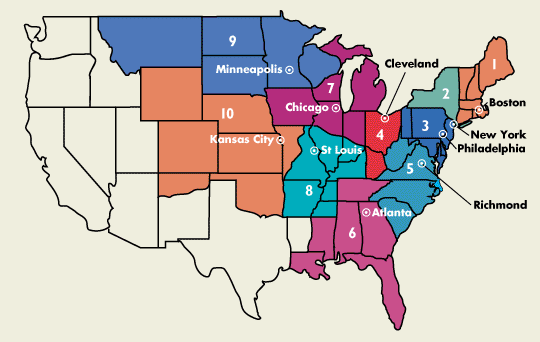 1
9
Cleveland
Minneapolis
7
2
Boston
Chicago
10
4
3
New York
Kansas City
Philadelphia
St Louis
5
8
Richmond
Atlanta
6